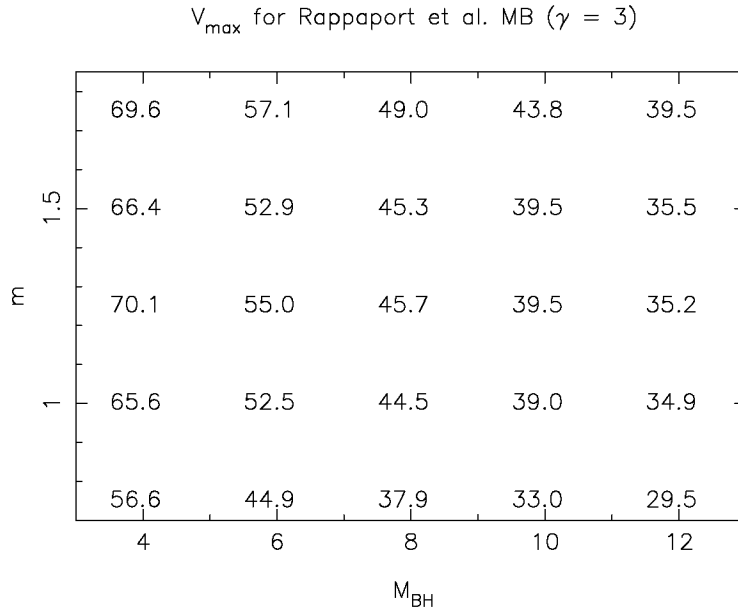 V_max for Rappaport et al. MB (γ = 3)
69.6 57.1 49.0 43.8 39.5
1.5
66.4 52.9 45.3 39.5 35.5
m
70.1 55.0 45.7 39.5 35.2
1
65.6 52.5 44.5 39.0 34.9
56.6 44.9 37.9 33.0 29.5
4 6 8 10 12
M_BH